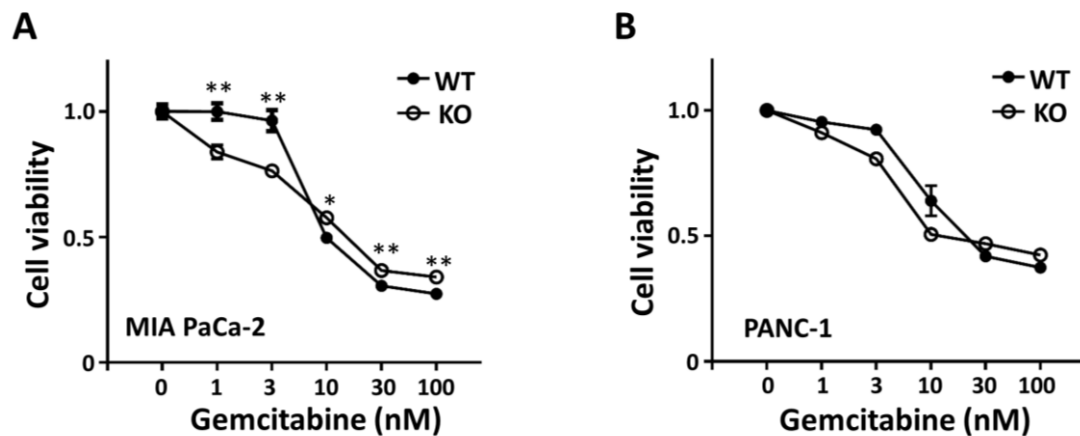 A
Cell viability
1.0
0.5
0
** ** * ** **
WT
KO
MIA PaCa-2
0 1 3 10 30 100
Gemcitabine (nM)
B
Cell viability
1.0
0.5
0
WT
KO
PANC-1
0 1 3 10 30 100
Gemcitabine (nM)